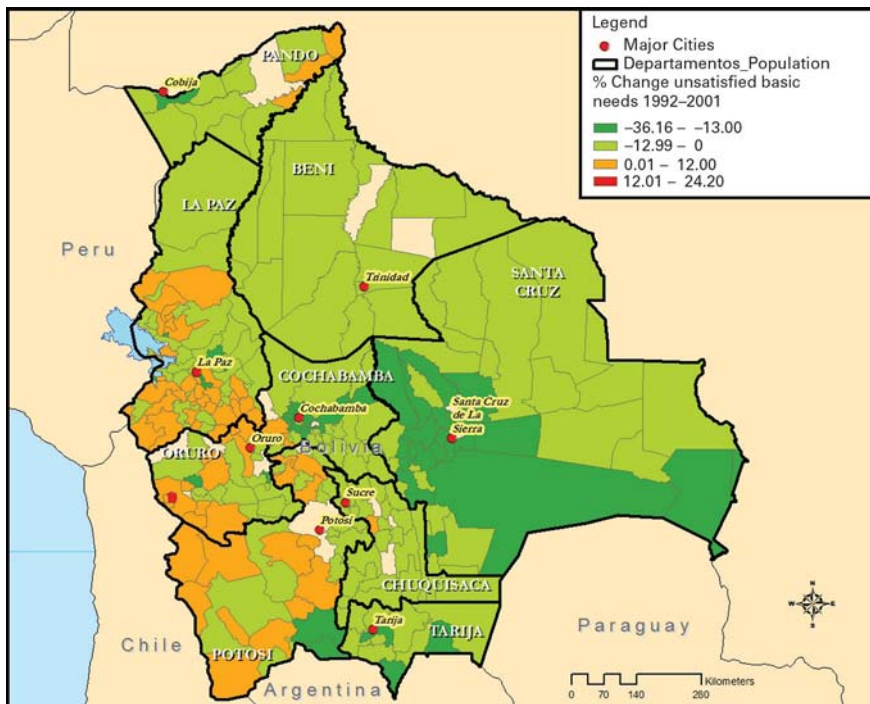 Legend
Major Cities
Departamentos_Population
% Change unsatisfied basic
needs 1992–2001
–36.16 – –13.00
–12.99 – 0
0.01 – 12.00
12.01 – 24.20
PANDO
Cobija
BENI
LA PAZ
Peru
SANTA
CRUZ
Trinidad
La Paz
COCHABAMBA
Santa Cruz
de La
Sierra
Cochabamba
Oruro
Bolivia
ORURO
Sucre
Potosi
CHUQUISACA
Tarija
TARIJA
Paraguay
Chile
POTOSI
Argentina
N
W E
S
Kilometers
0 70 140 280